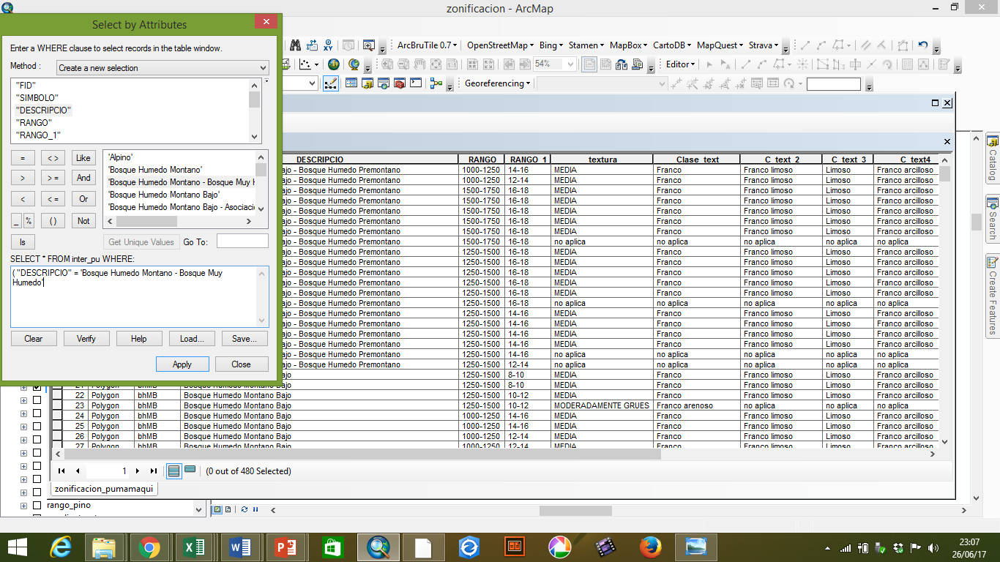 zonificacion - ArcMap
Select by Attributes
Enter a WHERE clause to select records in the table window.
Method :
Create a new selection
"FID"
"SIMBOLO"
"DESCRIPCIO"
"RANGO"
"RANGO_1"
= < > Like
> > = And
< < = Or
_ % ( ) Not
Is
'Alpino'
'Bosque Humedo Montano'
'Bosque Humedo Montano - Bosque Muy H
'Bosque Humedo Montano Bajo'
'Bosque Humedo Montano Bajo - Asociaci
Get Unique Values Go To:
SELECT * FROM inter_pu WHERE:
( "DESCRIPCIO" = 'Bosque Humedo Montano - Bosque Muy
Humedo'
Clear Verify Help Load... Save...
Apply Close
ArcBruTile 0.7 OpenStreetMap Bing Stamen MapBox CartoDB MapQuest Strava
54% Editor
Georeferencing
DESCRIPCIO RANGO RANGO_1 textura Clase_text C_text_2 C_text_3 C_text4
ajo - Bosque Humedo Premontano 1000-1250 14-16 MEDIA Franco Franco limoso Limoso Franco arcilloso
ajo - Bosque Humedo Premontano 1000-1250 12-14 MEDIA Franco Franco limoso Limoso Franco arcilloso
ajo - Bosque Humedo Premontano 1500-1750 16-18 MEDIA Franco Franco limoso Limoso Franco arcilloso
ajo - Bosque Humedo Premontano 1500-1750 16-18 MEDIA Franco Franco limoso Limoso Franco arcilloso
ajo - Bosque Humedo Premontano 1500-1750 16-18 MEDIA Franco Franco limoso Limoso Franco arcilloso
ajo - Bosque Humedo Premontano 1500-1750 16-18 MEDIA Franco Franco limoso Limoso Franco arcilloso
ajo - Bosque Humedo Premontano 1500-1750 16-18 MEDIA Franco Franco limoso Limoso Franco arcilloso
ajo - Bosque Humedo Premontano 1500-1750 16-18 no aplica no aplica no aplica no aplica no aplica
ajo - Bosque Humedo Premontano 1250-1500 16-18 MEDIA Franco Franco limoso Limoso Franco arcilloso
ajo - Bosque Humedo Premontano 1250-1500 16-18 MEDIA Franco Franco limoso Limoso Franco arcilloso
ajo - Bosque Humedo Premontano 1250-1500 16-18 MEDIA Franco Franco limoso Limoso Franco arcilloso
ajo - Bosque Humedo Premontano 1250-1500 16-18 MEDIA Franco Franco limoso Limoso Franco arcilloso
ajo - Bosque Humedo Premontano 1250-1500 16-18 MEDIA Franco Franco limoso Limoso Franco arcilloso
ajo - Bosque Humedo Premontano 1250-1500 16-18 no aplica no aplica no aplica no aplica no aplica
ajo - Bosque Humedo Premontano 1250-1500 14-16 MEDIA Franco Franco limoso Limoso Franco arcilloso
ajo - Bosque Humedo Premontano 1250-1500 14-16 MEDIA Franco Franco limoso Limoso Franco arcilloso
ajo - Bosque Humedo Premontano 1250-1500 14-16 MEDIA Franco Franco limoso Limoso Franco arcilloso
ajo - Bosque Humedo Premontano 1250-1500 14-16 MEDIA Franco Franco limoso Limoso Franco arcilloso
ajo - Bosque Humedo Premontano 1250-1500 14-16 no aplica no aplica no aplica no aplica no aplica
ajo - Bosque Humedo Premontano 1250-1500 12-14 no aplica no aplica no aplica no aplica no aplica
1250-1500 8-10 MEDIA Franco Franco limoso Limoso Franco arcilloso
21 Polygon bhMB Bosque Humedo Montano Bajo 1250-1500 8-10 MEDIA Franco Franco limoso Limoso Franco arcilloso
22 Polygon bhMB Bosque Humedo Montano Bajo 1250-1500 10-12 MEDIA Franco Franco limoso Limoso Franco arcilloso
23 Polygon bhMB Bosque Humedo Montano Bajo 1250-1500 10-12 MODERADAMENTE GRUES Franco arenoso no aplica no aplica no aplica
24 Polygon bhMB Bosque Humedo Montano Bajo 1000-1250 14-16 MEDIA Franco Franco limoso Limoso Franco arcilloso
25 Polygon bhMB Bosque Humedo Montano Bajo 1000-1250 14-16 MEDIA Franco Franco limoso Limoso Franco arcilloso
26 Polygon bhMB Bosque Humedo Montano Bajo 1000-1250 12-14 MEDIA Franco Franco limoso Limoso Franco arcilloso
27 Polygon bhMB Bosque Humedo Montano Bajo 1000-1250 12-14 MEDIA Franco Franco limoso Limoso Franco arcilloso
1 (0 out of 480 Selected)
zonificacion_pumamaqui
rango_pino
Catalog
Search
Create Features
23:07
26/06/17